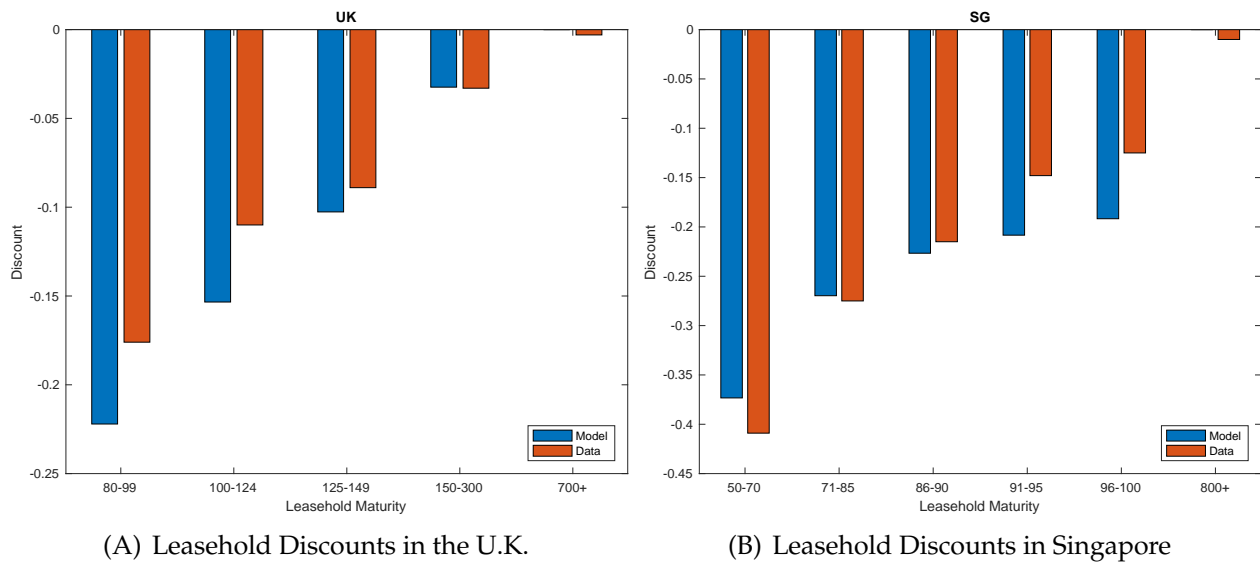 UK
0
-0.05
-0.1
-0.15
-0.2
-0.25
Discount
80-99 100-124 125-149 150-300 700+
Leasehold Maturity
Model
Data
(A) Leasehold Discounts in the U.K.
SG
0
-0.05
-0.1
-0.15
-0.2
-0.25
-0.3
-0.35
-0.4
-0.45
Discount
50-70 71-85 86-90 91-95 96-100 800+
Leasehold Maturity
Model
Data
(B) Leasehold Discounts in Singapore